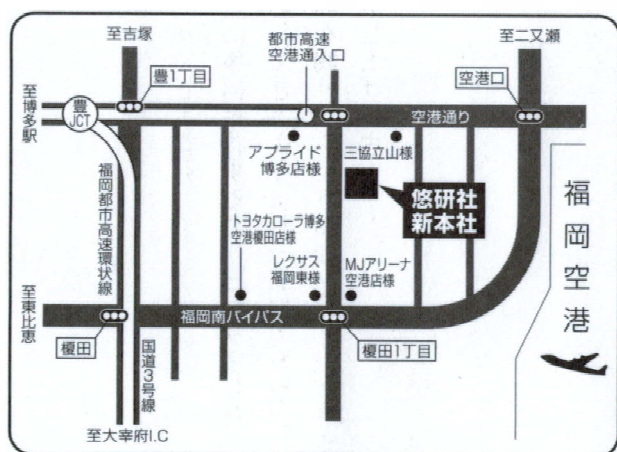 至吉塚
都市高速
空港通入口
至二又瀬
豊1丁目
空港口
至博多駅
豊
JCT
空港通り
アプライド
博多店様
三協立山様
悠研社
新本社
福岡空港
福岡都市高速環状線
トヨタカローラ博多
空港榎田店様
レクサス
福岡東様
MJアリーナ
空港店様
至東比恵
福岡南バイパス
榎田
榎田1丁目
国道3号線
至大宰府I.C